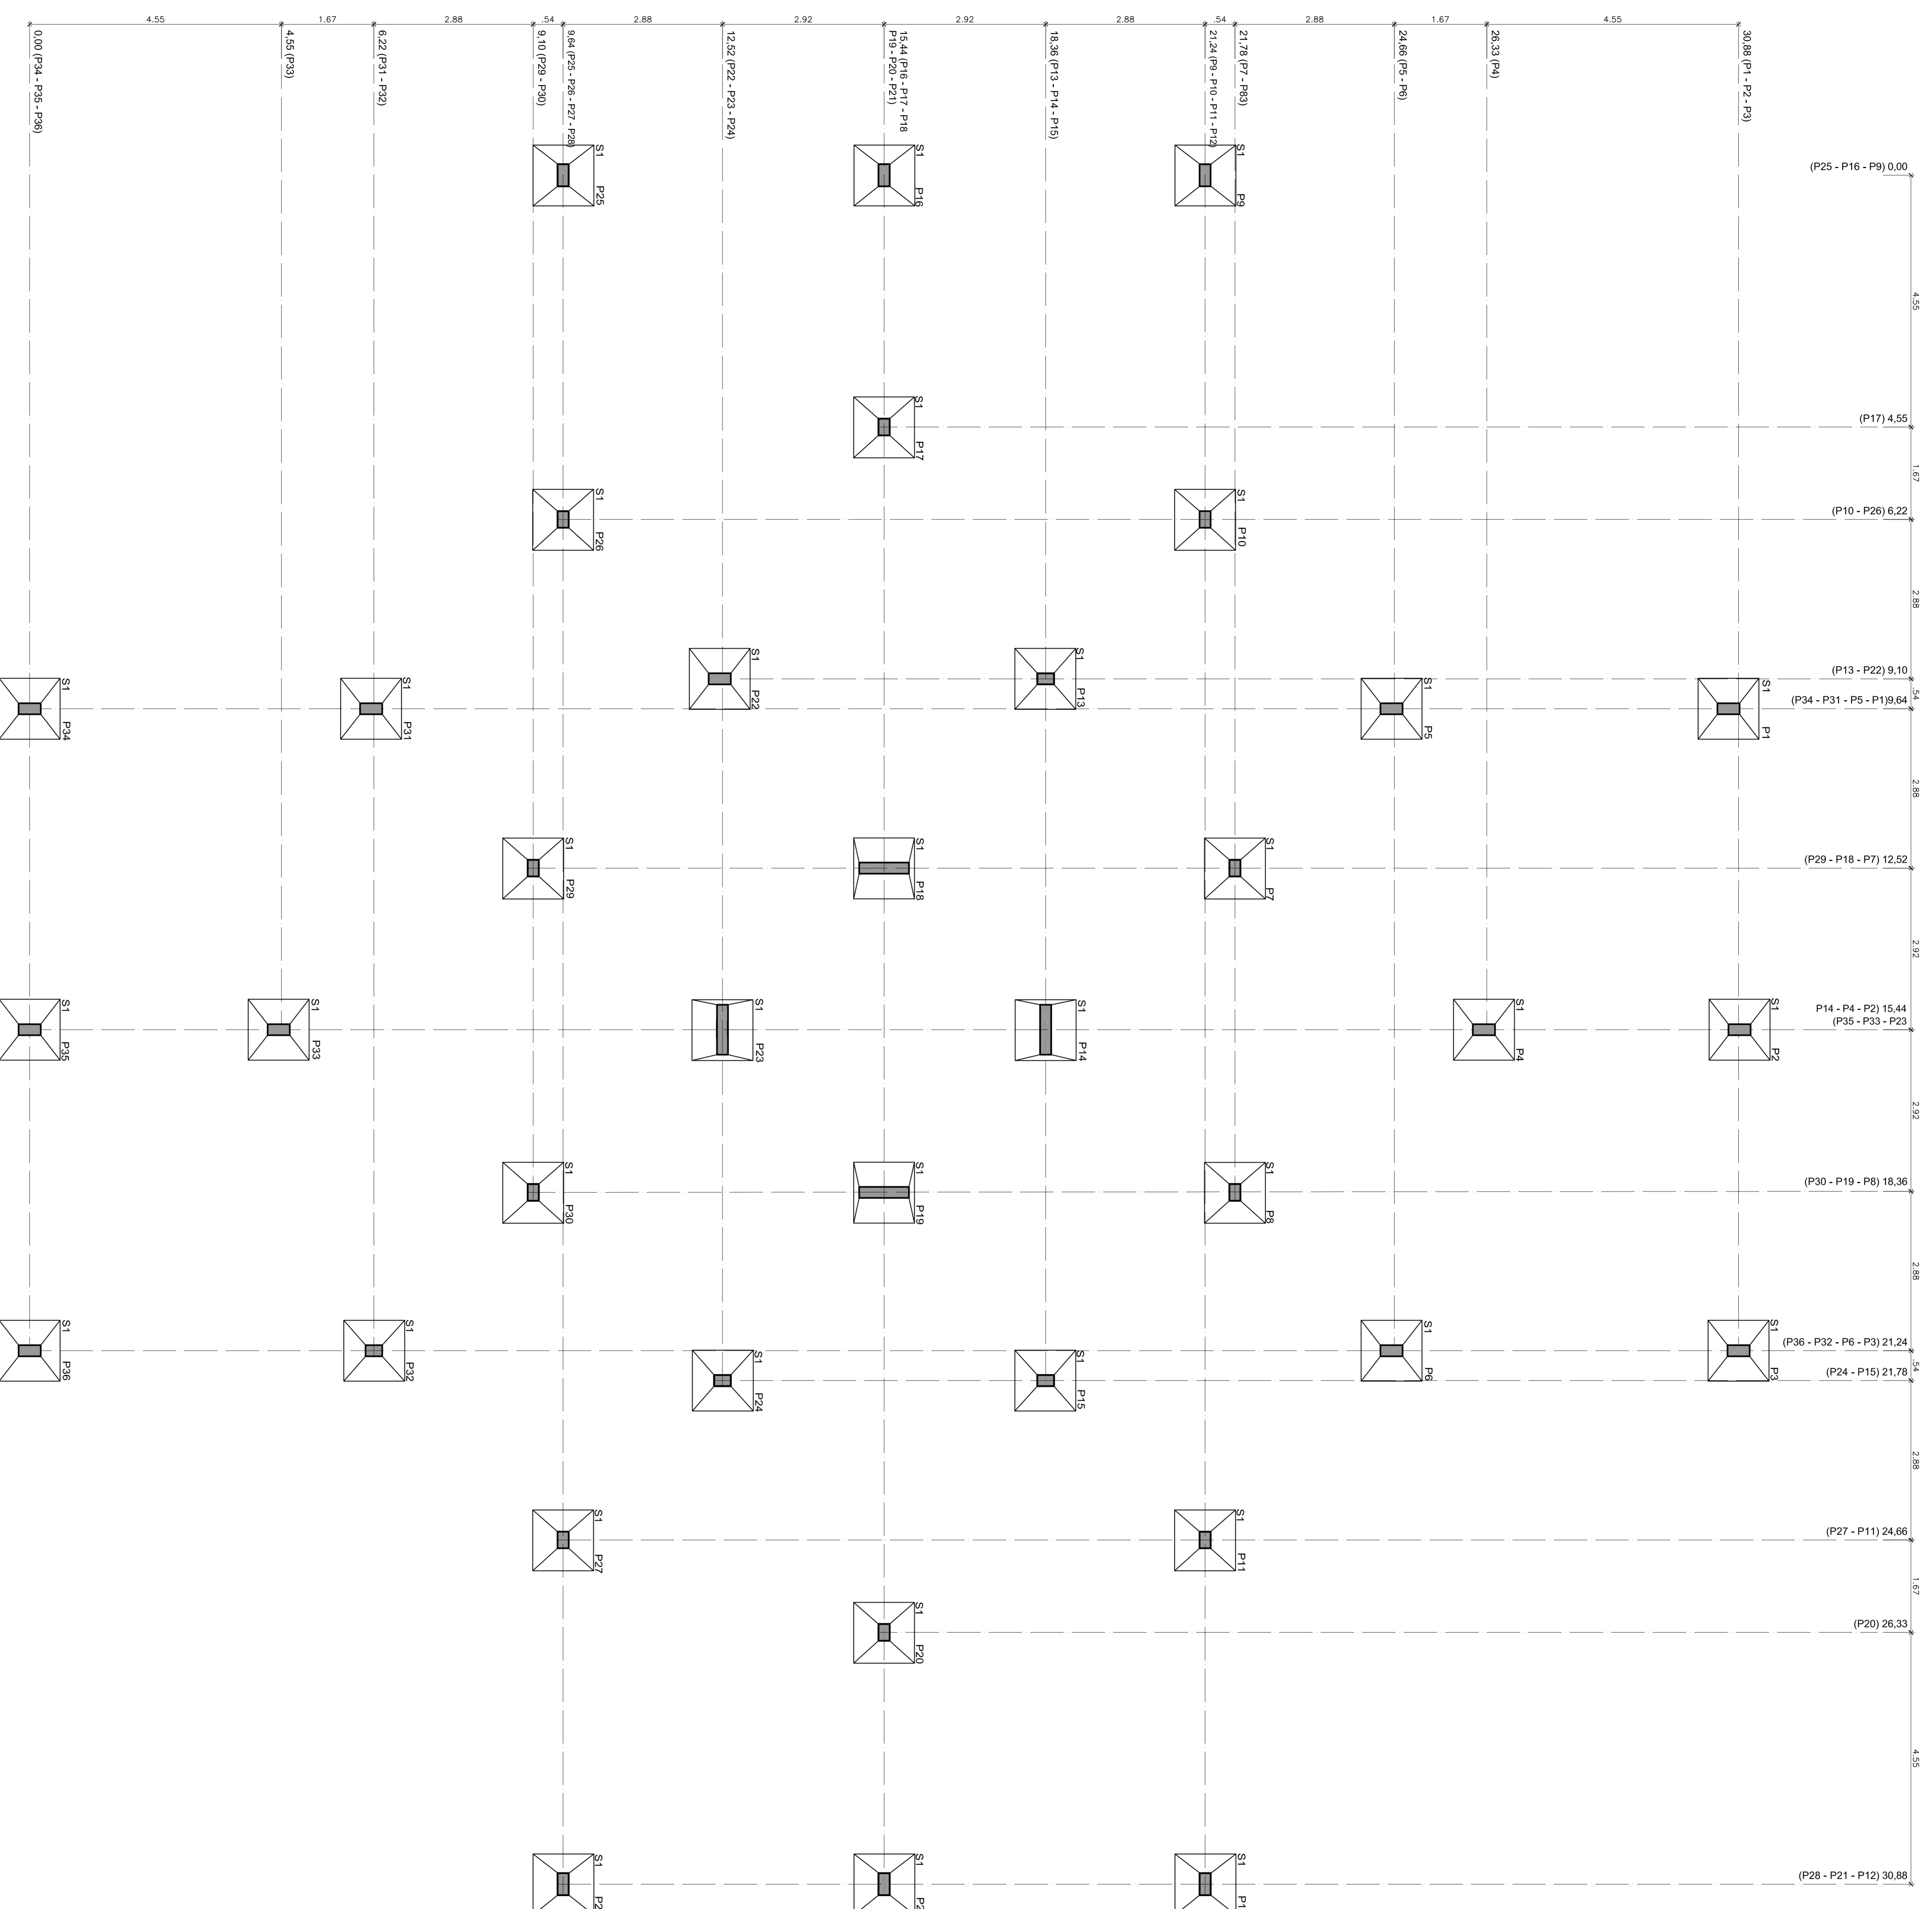 4.55
1.67
2.88
.54
2.88
2.92
2.92
2.88
.54
2.88
1.67
4.55
0,00 (P34 - P35 - P36)
4,55 (P33)
6,22 (P31 - P32)
9,10 (P29 - P30)
9,64 (P25 - P26 - P27 - P28)
12,52 (P22 - P23 - P24)
15,44 (P16 - P17 - P18
P19 - P20 - P21)
18,36 (P13 - P14 - P15)
21,24 (P9 - P10 - P11 - P12)
21,78 (P7 - P83)
24,66 (P5 - P6)
26,33 (P4)
30,88 (P1 - P2 - P3)
(P25 - P16 - P9) 0,00
S1 P25
S1 P16
S1 P9
4.55
(P17) 4,55
S1 P17
1.67
(P10 - P26) 6,22
S1 P26
S1 P10
2.88
(P13 - P22) 9,10
S1 P22
S1 P13
.54
(P34 - P31 - P5 - P1)9,64
S1 P34
S1 P31
S1 P5
S1 P1
2.88
(P29 - P18 - P7) 12,52
S1 P29
S1 P18
S1 P7
2.92
P14 - P4 - P2) 15,44
(P35 - P33 - P23
S1 P35
S1 P33
S1 P23
S1 P14
S1 P4
S1 P2
2.92
(P30 - P19 - P8) 18,36
S1 P30
S1 P19
S1 P8
2.88
(P36 - P32 - P6 - P3) 21,24
S1 P36
S1 P32
S1 P6
S1 P3
.54
(P24 - P15) 21,78
S1 P24
S1 P15
2.88
(P27 - P11) 24,66
S1 P27
S1 P11
1.67
(P20) 26,33
S1 P20
4.55
(P28 - P21 - P12) 30,88
S1 P2
S1 P2
S1 P1